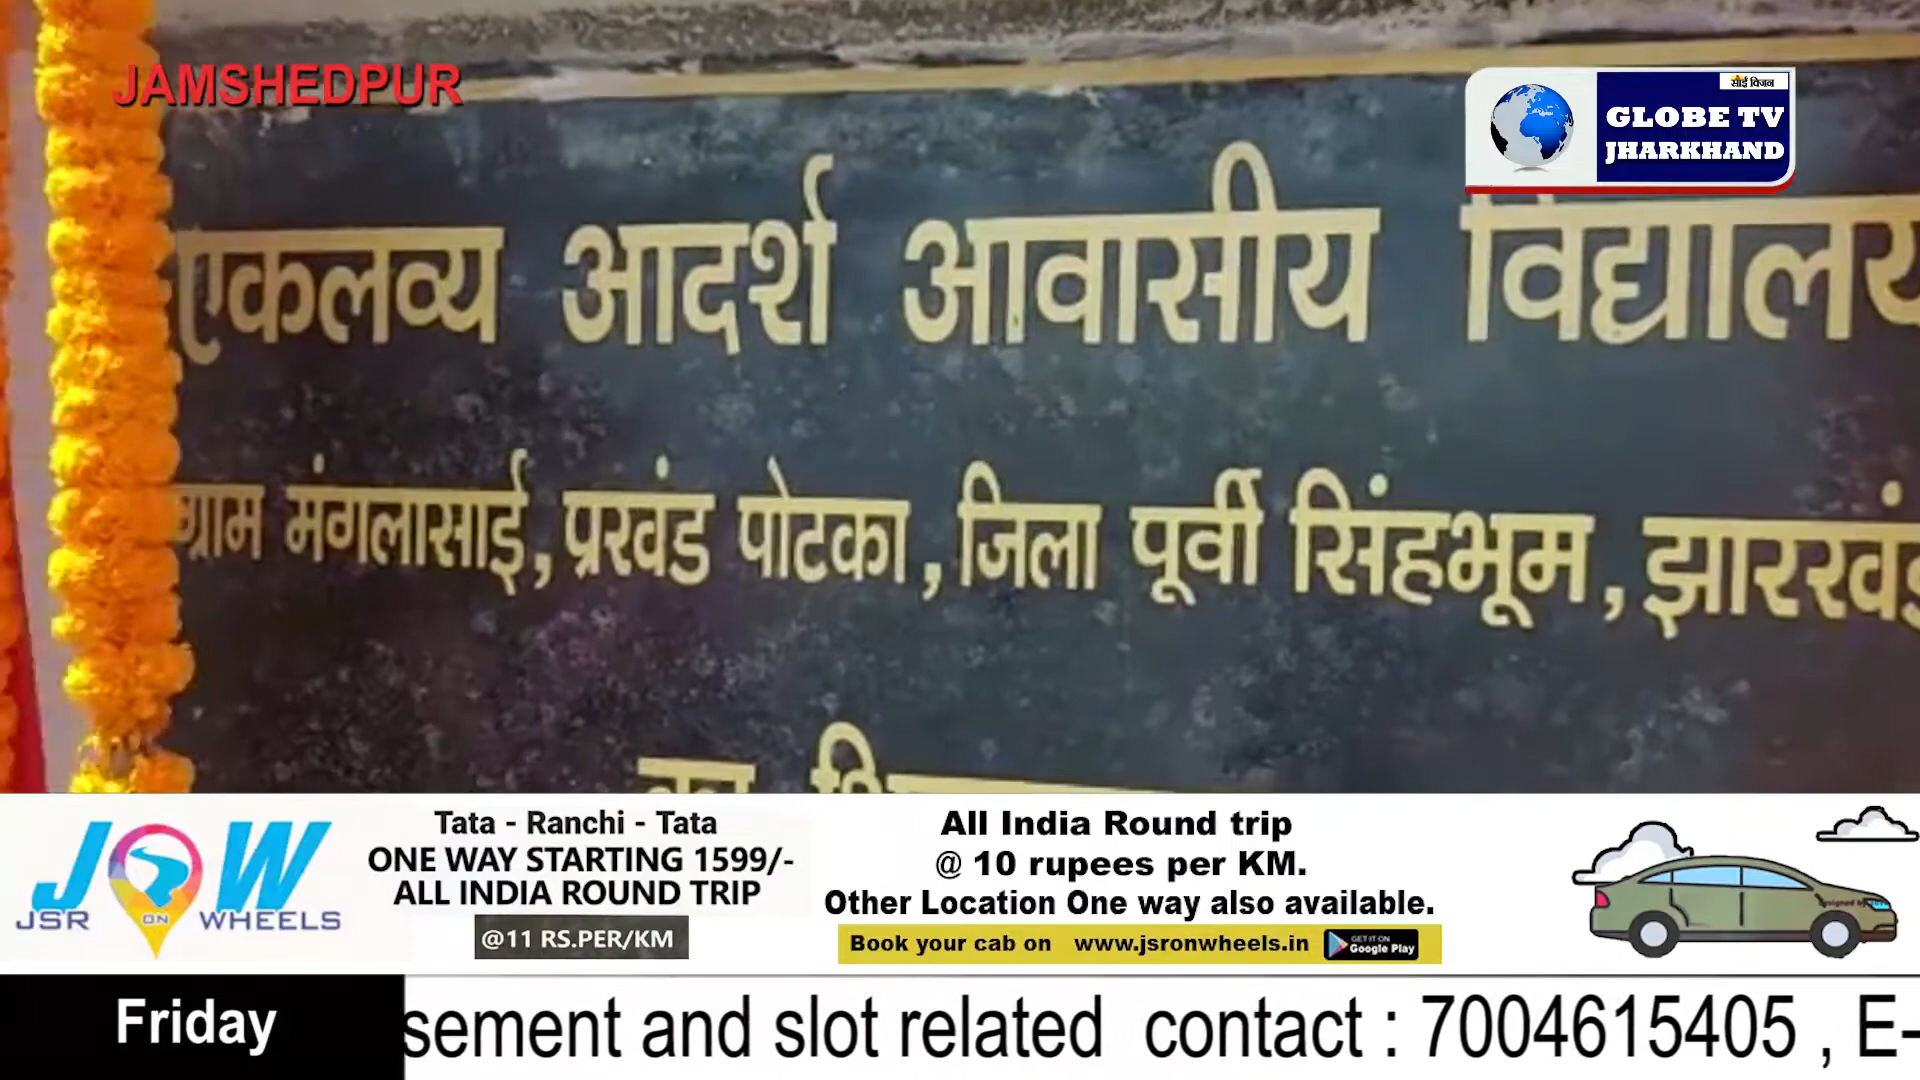 JAMSHEDPUR
साई विजन
GLOBE TV
JHARKHAND
एकलव्य आदर्श आवासीय विद्यालय
ग्राम मंगलासाई, प्रखंड पोटका, जिला पूर्वी सिंहभूम, झारखंड
JOW
JSR ON WHEELS
Tata - Ranchi - Tata
ONE WAY STARTING 1599/-
ALL INDIA ROUND TRIP
@11 RS.PER/KM
All India Round trip
@ 10 rupees per KM.
Other Location One way also available.
Book your cab on www.jsronwheels.in
GET IT ON
Google Play
Friday
sement and slot related contact : 7004615405 , E-